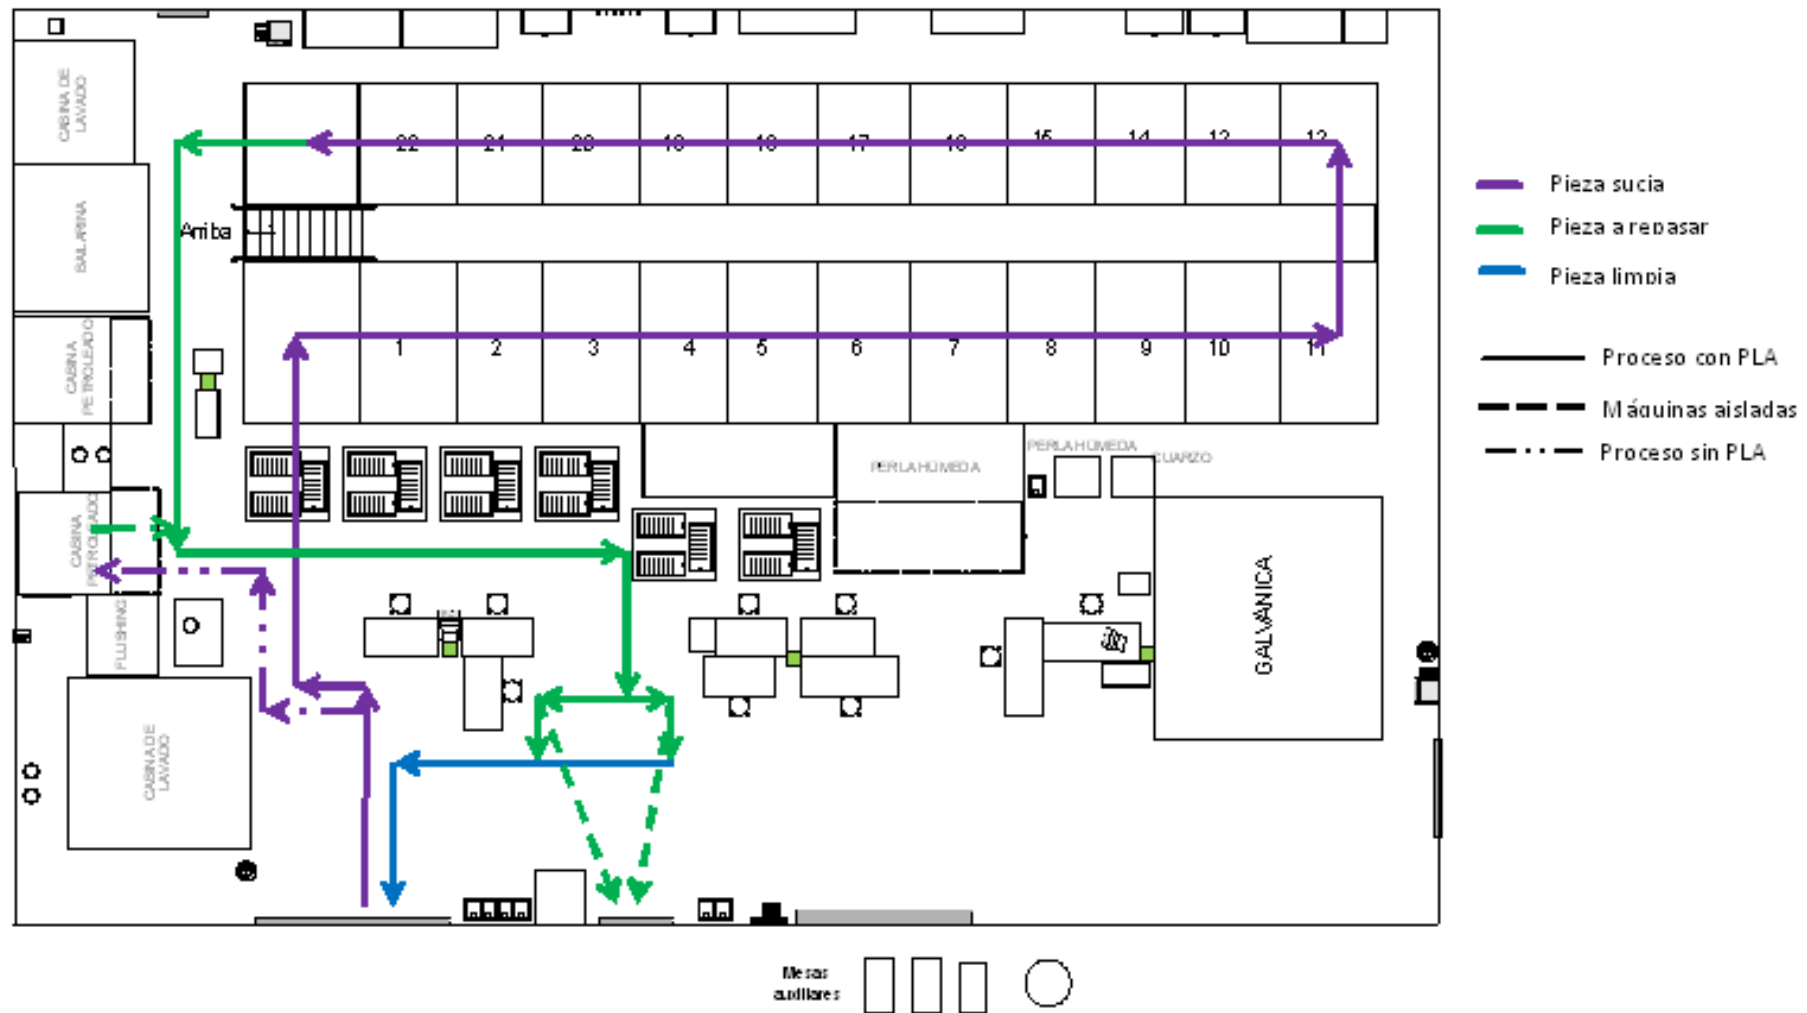 CABINA DE
LAVADO
22
21
20
19
18
17
16
15
14
13
12
Arriba
BAILARINA
Pieza sucia
Pieza a repasar
Pieza limpia
CABINA
PETROLEADO
1
2
3
4
5
6
7
8
9
10
11
Proceso con PLA
Máquinas aisladas
Proceso sin PLA
PERLA HÚMEDA
PERLA HÚMEDA
CUARZO
CABINA
PETROLEADO
FLUSHING
GALVÁNICA
CABINA DE
LAVADO
Mesas
auxiliares